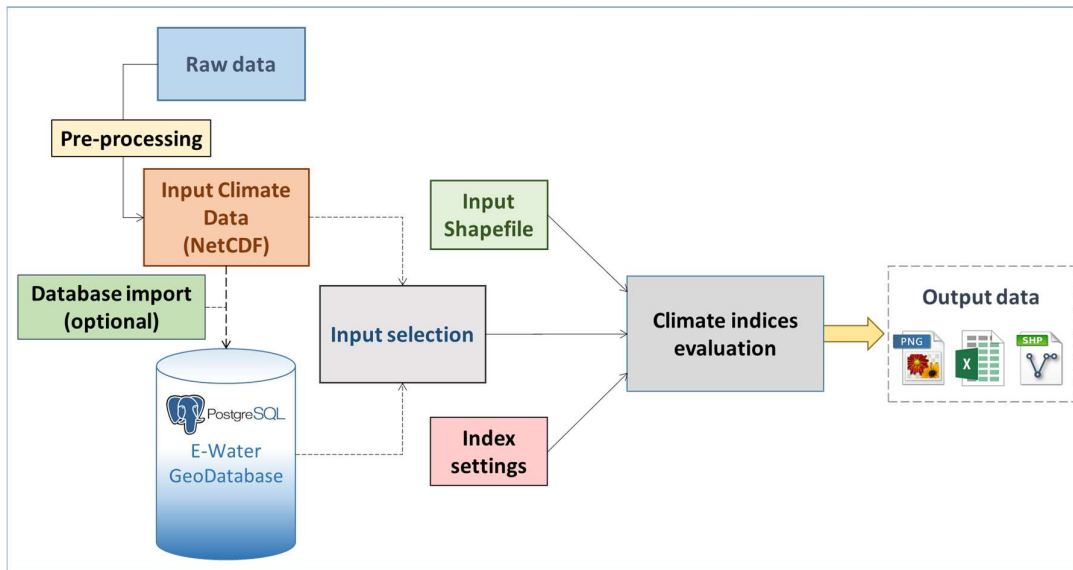 Raw data
Pre-processing
Input Climate
Data
(NetCDF)
Database import
(optional)
PostgreSQL
E-Water
GeoDatabase
Input selection
Input
Shapefile
Index
settings
Climate indices
evaluation
Output data
PNG
X
SHP